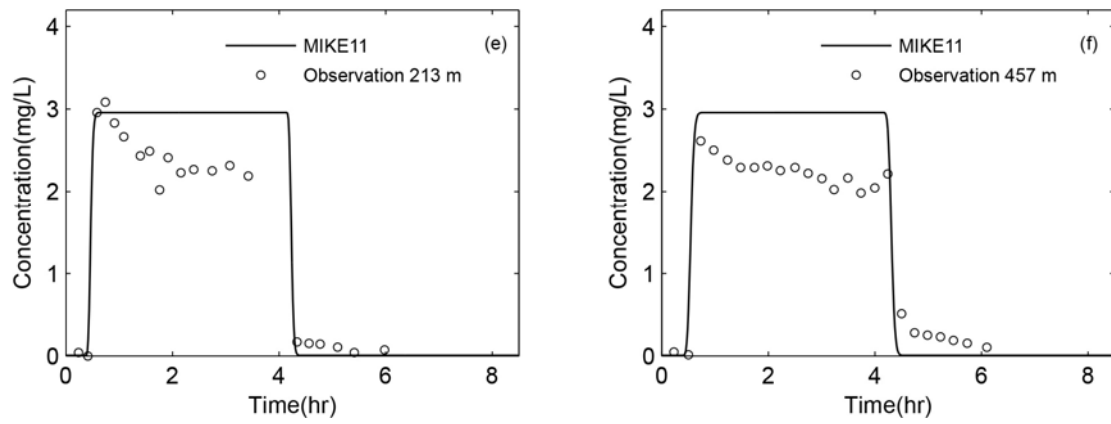 4
3
2
1
0
Concentration(mg/L)
MIKE11
Observation 213 m
(e)
0 2 4 6 8
Time(hr)
4
3
2
1
0
Concentration(mg/L)
MIKE11
Observation 457 m
(f)
0 2 4 6 8
Time(hr)